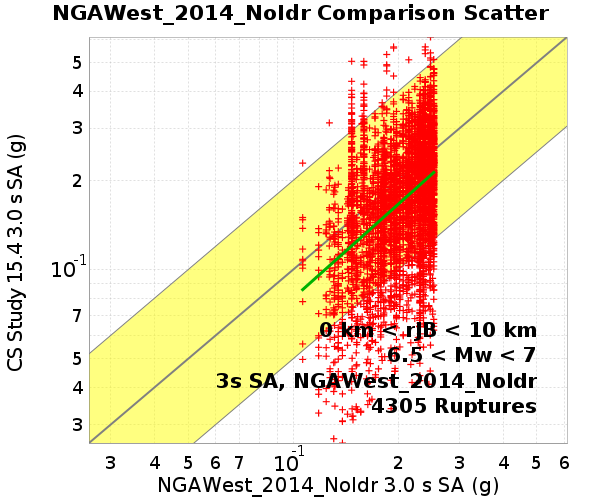 NGAWest_2014_NoIdr Comparison Scatter
CS Study 15.4 3.0 s SA (g)
5
4
3
2
10-1
7
5
4
3
0 km < rJB < 10 km
6.5 < Mw < 7
3s SA, NGAWest_2014_NoIdr
4305 Ruptures
3 4 5 6 7 10-1 2 3 4 5 6
NGAWest_2014_NoIdr 3.0 s SA (g)